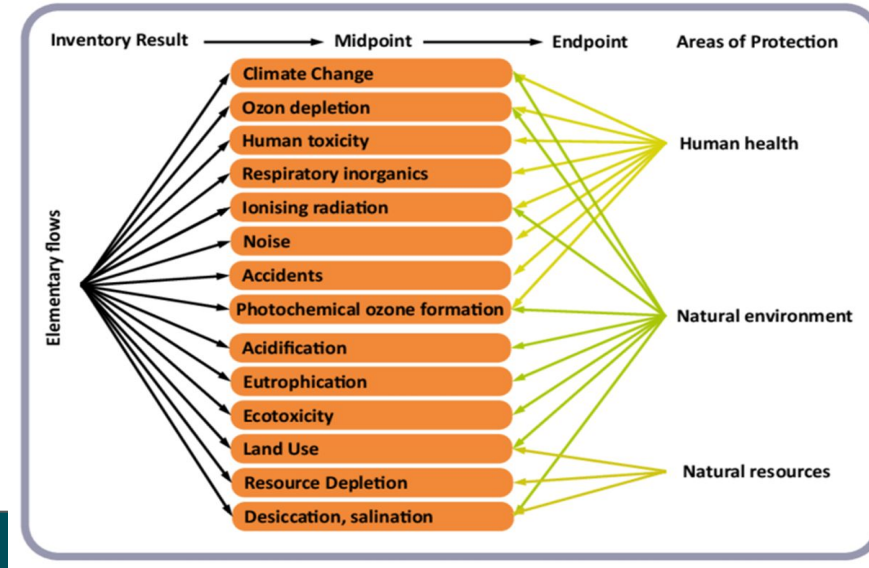 Inventory Result
Midpoint
Endpoint
Areas of Protection
Elementary flows
Climate Change
Ozon depletion
Human toxicity
Respiratory inorganics
Ionising radiation
Noise
Accidents
Photochemical ozone formation
Acidification
Eutrophication
Ecotoxicity
Land Use
Resource Depletion
Desiccation, salination
Human health
Natural environment
Natural resources